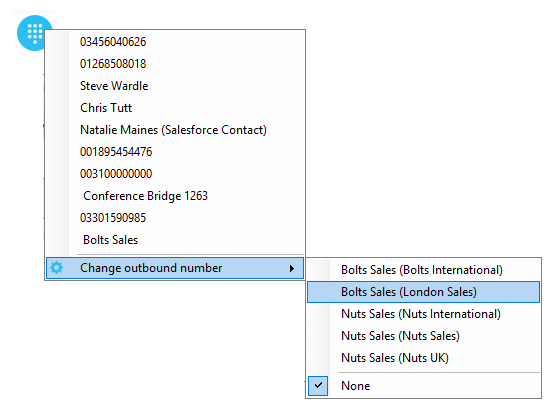 03456040626
01268508018
Steve Wardle
Chris Tutt
Natalie Maines (Salesforce Contact)
001895454476
003100000000
Conference Bridge 1263
03301590985
Bolts Sales
Change outbound number
Bolts Sales (Bolts International)
Bolts Sales (London Sales)
Nuts Sales (Nuts International)
Nuts Sales (Nuts Sales)
Nuts Sales (Nuts UK)
None